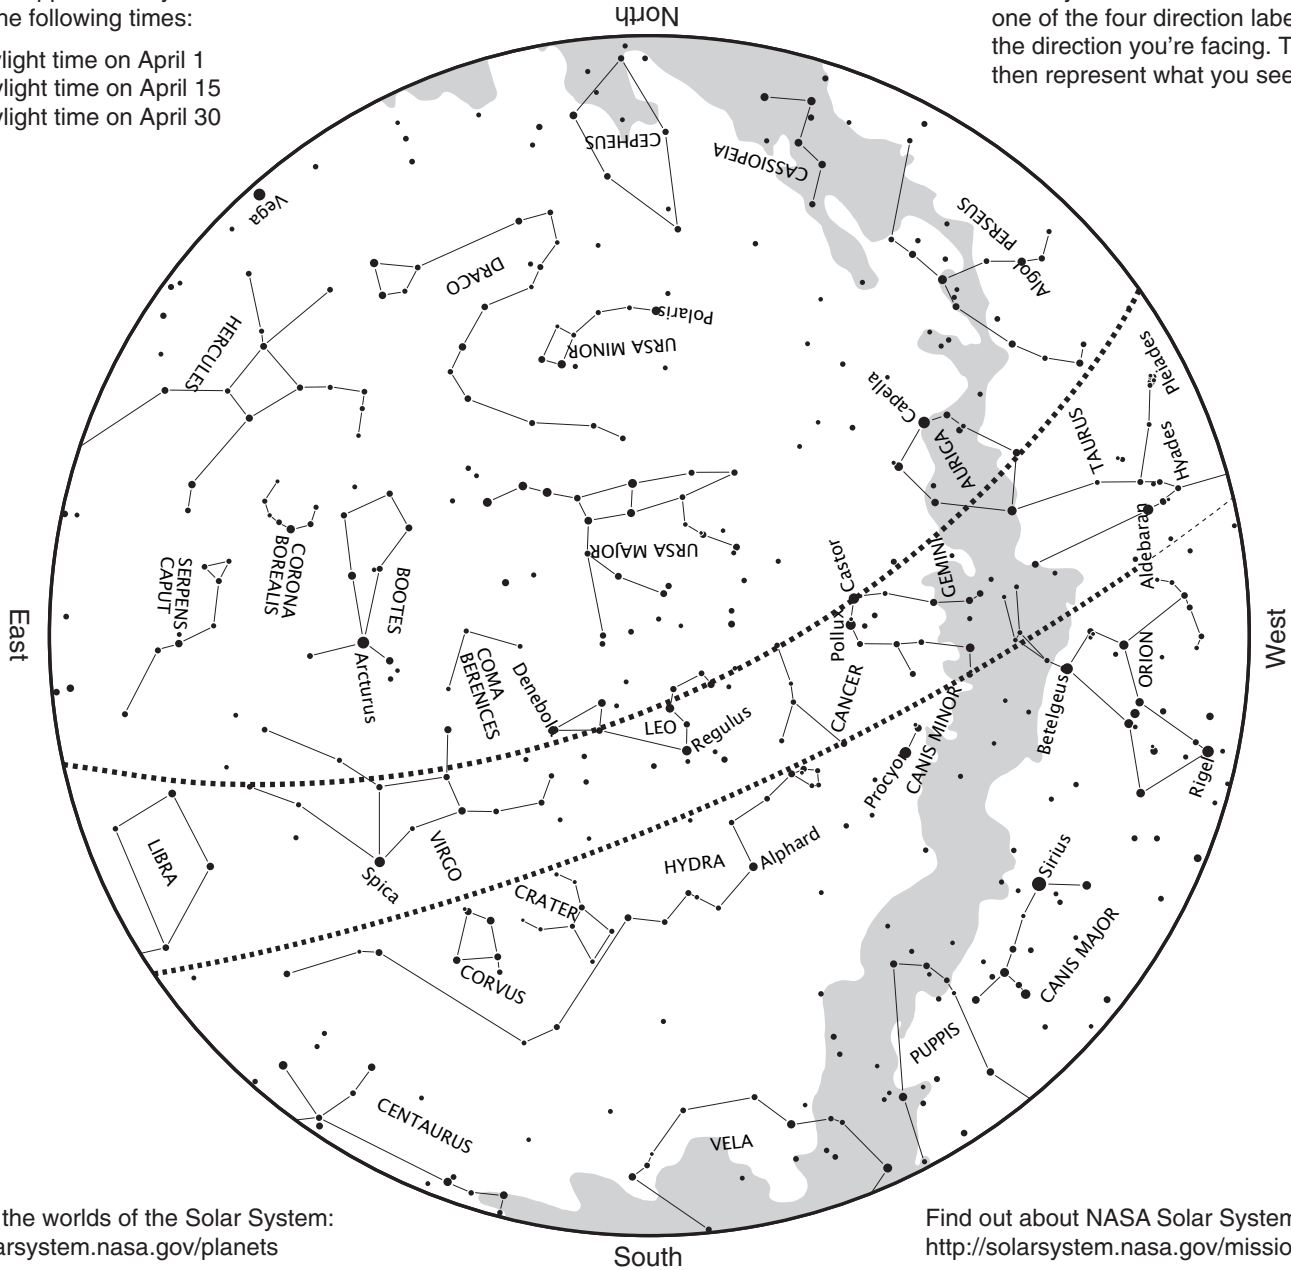 North
he following times:
light time on April 1
light time on April 15
light time on April 30
one of the four direction labe
the direction you're facing. T
then represent what you see
CEPHEUS
CASSIOPEIA
Vega
PERSEUS
Algol
DRACO
Polaris
URSA MINOR
HERCULES
Pleiades
Capella
AURIGA
TAURUS
Hyades
Aldebaran
CORONA
BOREALIS
SERPENS
CAPUT
BOOTES
URSA MAJOR
Castor
GEMINI
Pollux
East
West
Arcturus
COMA
BERENICES
Denebola
LEO
Regulus
CANCER
ORION
Betelgeus
CANIS MINOR
Procyon
Rigel
LIBRA
VIRGO
Spica
HYDRA
Alphard
Sirius
CRATER
CORVUS
CANIS MAJOR
PUPPIS
CENTAURUS
VELA
the worlds of the Solar System:
arsystem.nasa.gov/planets
South
Find out about NASA Solar System
http://solarsystem.nasa.gov/missio